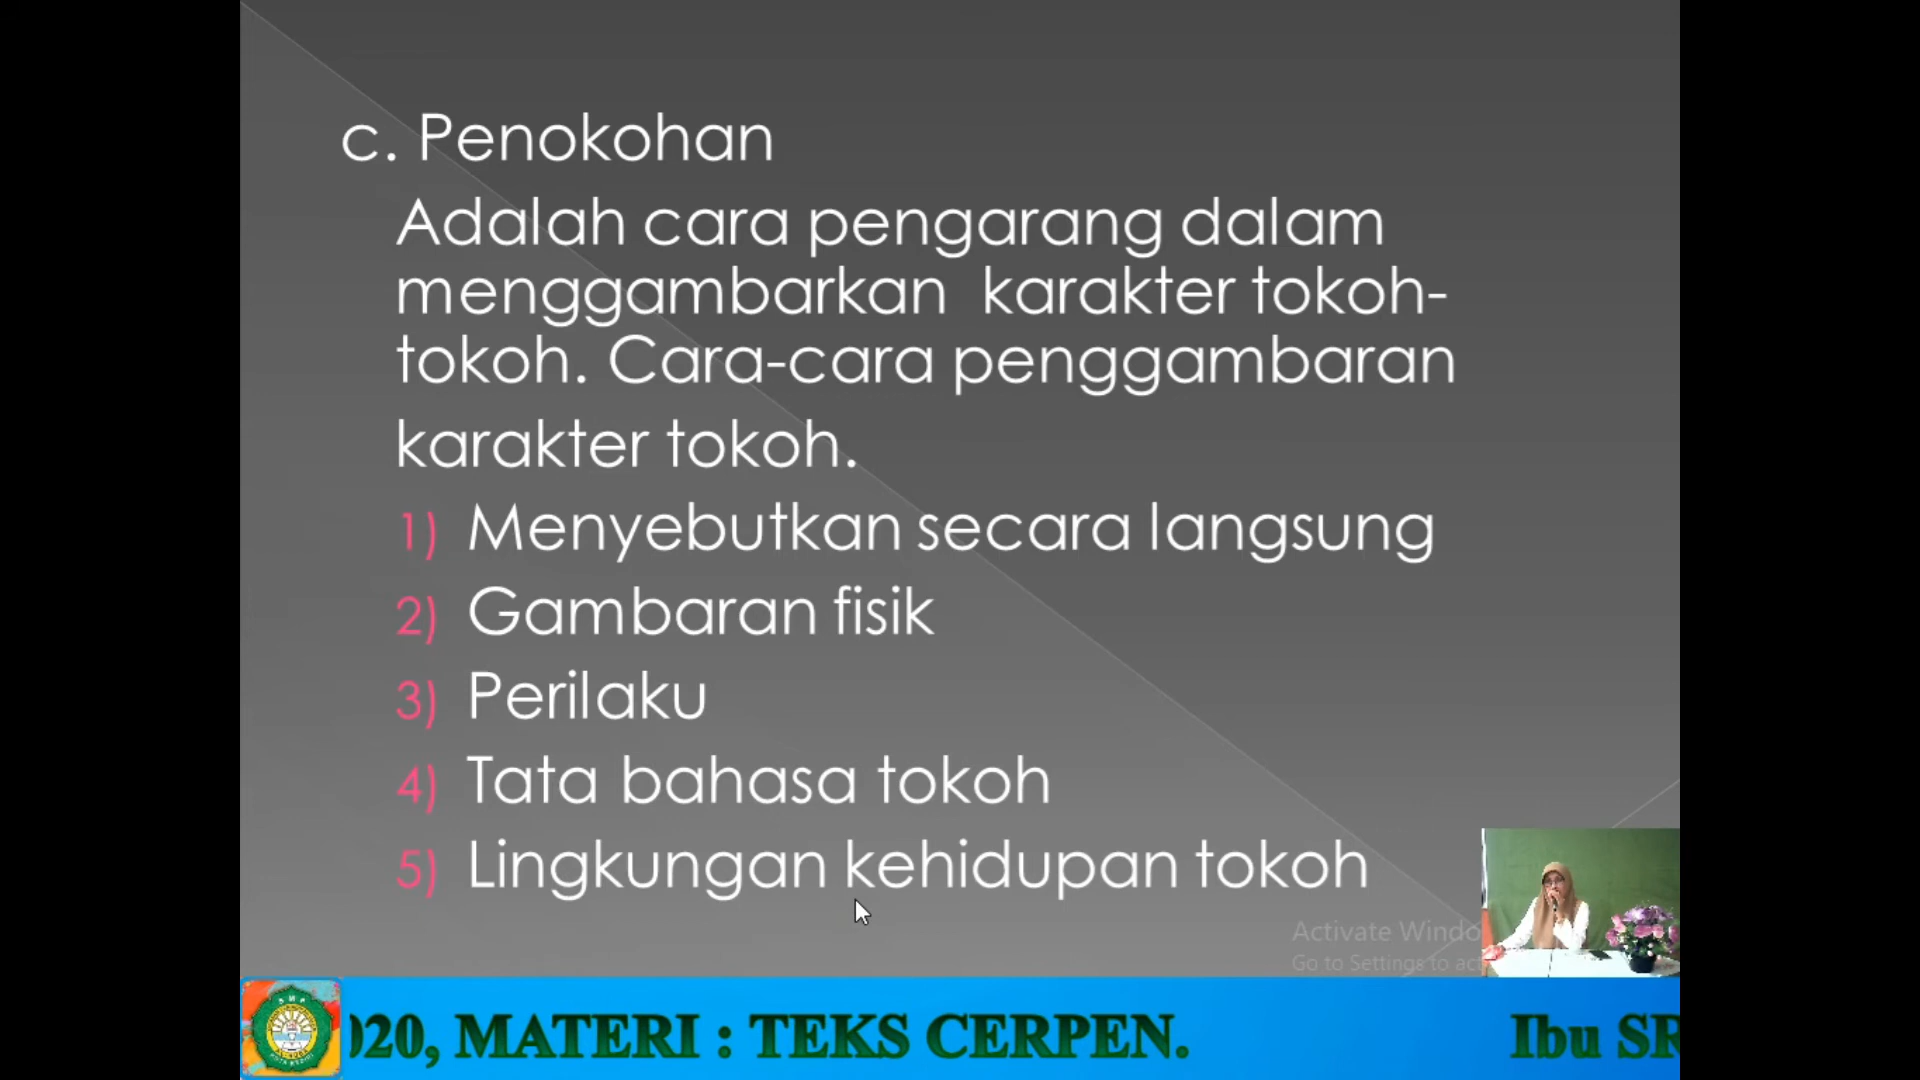 c. Penokohan
Adalah cara pengarang dalam
menggambarkan karakter tokoh-
tokoh. Cara-cara penggambaran
karakter tokoh.
1) Menyebutkan secara langsung
2) Gambaran fisik
3) Perilaku
4) Tata bahasa tokoh
5) Lingkungan kehidupan tokoh
Activate Windo
Go to Settings to ac
020, MATERI : TEKS CERPEN. Ibu SR